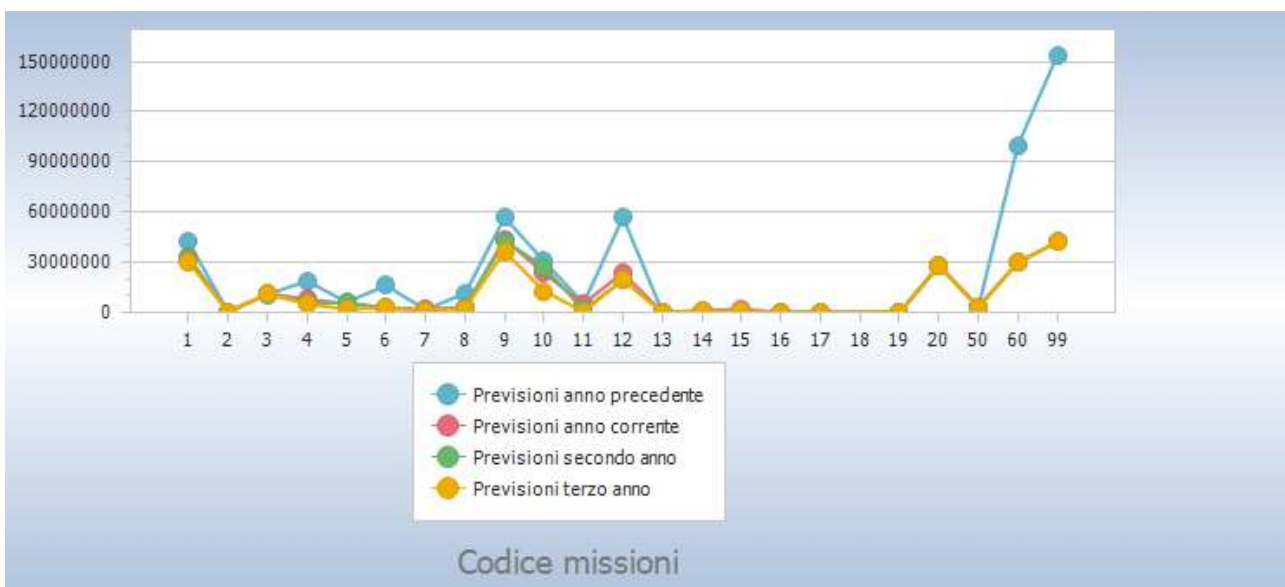 150000000
120000000
90000000
60000000
30000000
0
1 2 3 4 5 6 7 8 9 10 11 12 13 14 15 16 17 18 19 20 50 60 99
Previsioni anno precedente
Previsioni anno corrente
Previsioni secondo anno
Previsioni terzo anno
Codice missioni